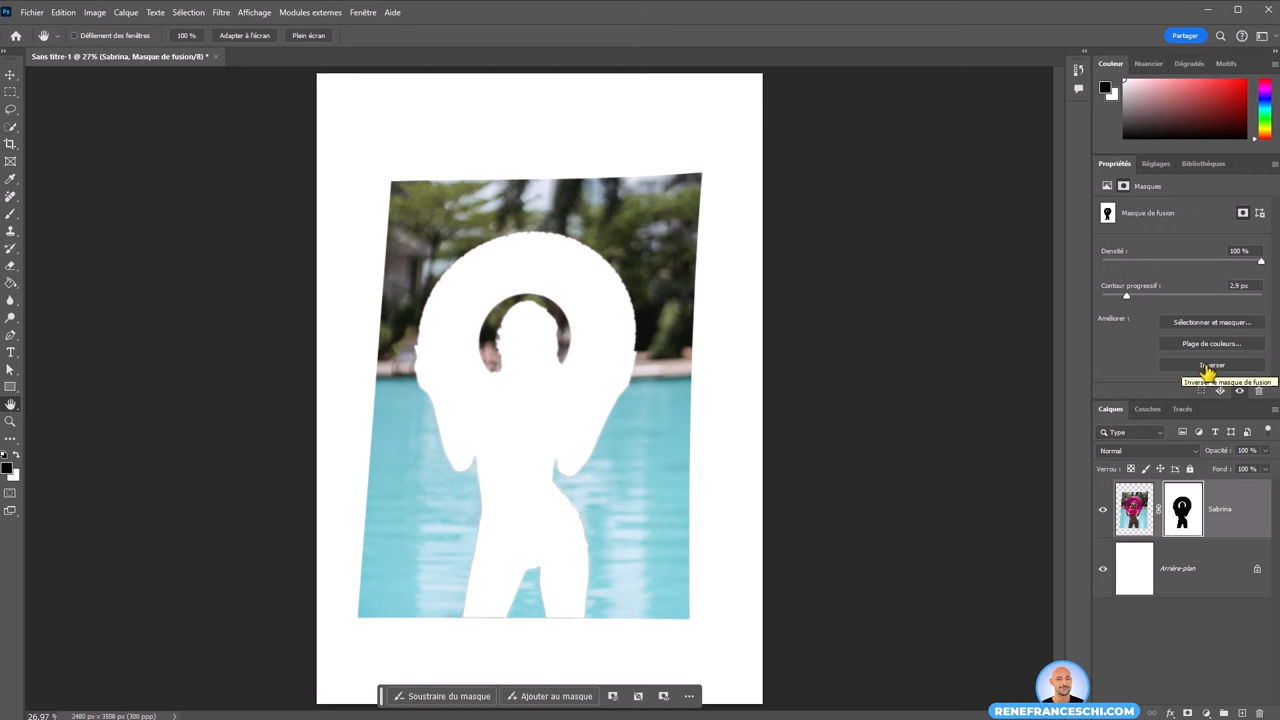 Ps Fichier Edition Image Calque Texte Sélection Filtre Affichage Modules externes Fenêtre Aide
Défilement des fenêtres 100 % Adapter à l'écran Plein écran Partager
Sans titre-1 @ 27% (Sabrina, Masque de fusion/8) * ×
Couleur Nuancier Dégradés Motifs
Propriétés Réglages Bibliothèques
Masques
Masque de fusion
Densité : 100 %
Contour progressif : 2,9 px
Améliorer : Sélectionner et masquer...
Plage de couleurs...
Inverser
Inverser le masque de fusion
Calques Couches Tracés
Type
Normal Opacité : 100 %
Verrou : Fond : 100 %
Sabrina
Arrière-plan
Soustraire du masque Ajouter au masque
RENEFRANCESCHI.COM
26,97 % 2480 px x 3508 px (300 ppp)